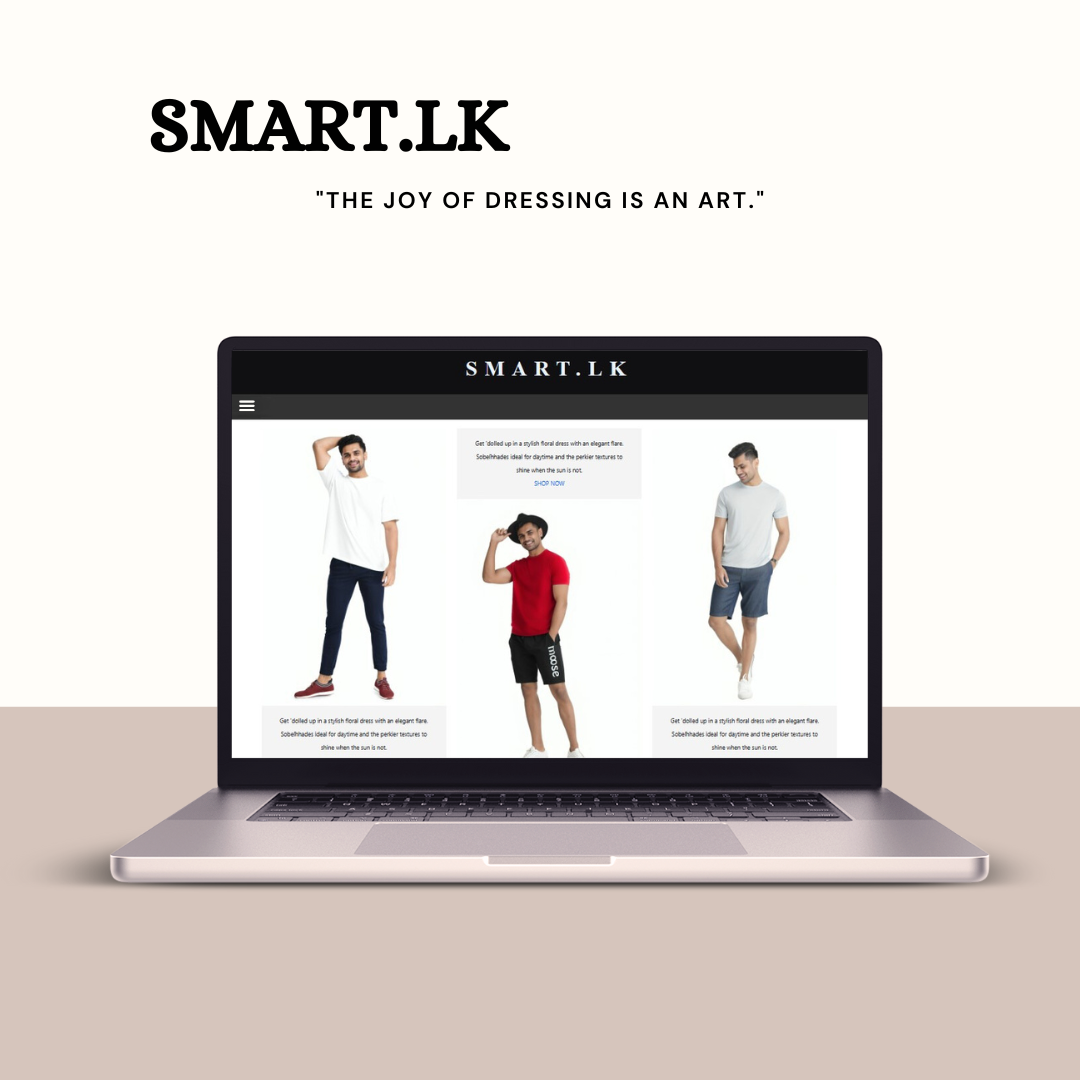 SMART.LK
"THE JOY OF DRESSING IS AN ART."
SMART.LK
Get 'dolled up in a stylish floral dress with an elegant flare.
Sobelhhades ideal for daytime and the perkier textures to
shine when the sun is not.
SHOP NOW
moose
Get 'dolled up in a stylish floral dress with an elegant flare.
Sobelhhades ideal for daytime and the perkier textures to
shine when the sun is not.
Get 'dolled up in a stylish floral dress with an elegant flare.
Sobelhhades ideal for daytime and the perkier textures to
shine when the sun is not.